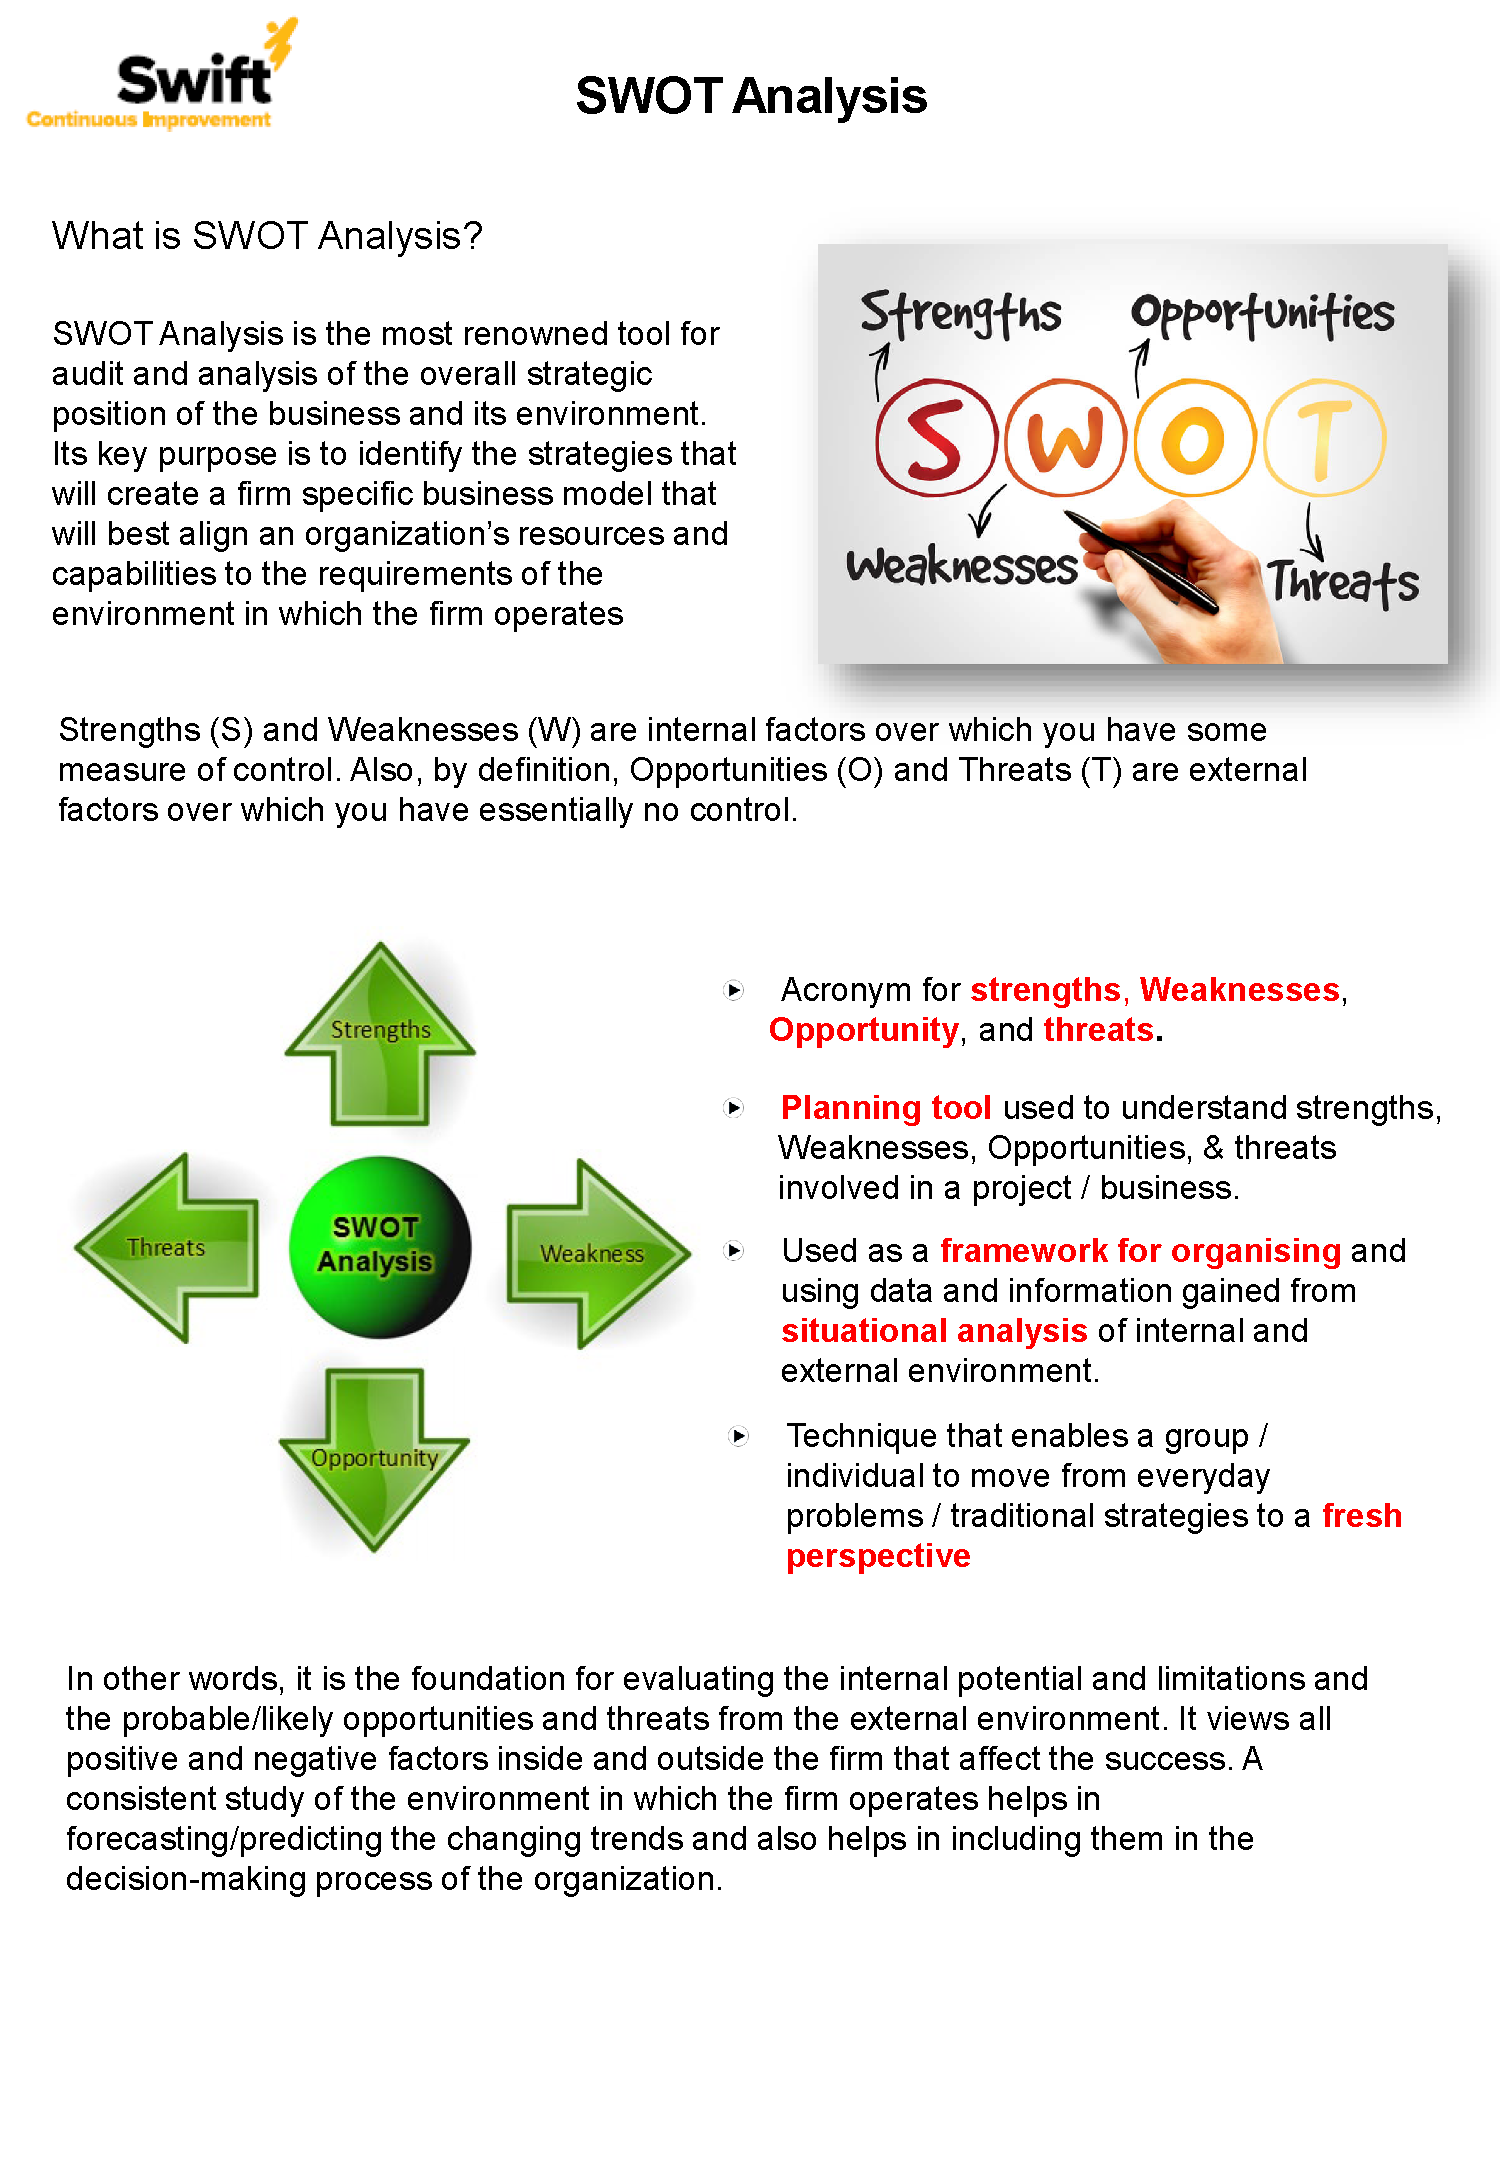 Swift
Continuous Improvement
SWOT Analysis
What is SWOT Analysis?
SWOT Analysis is the most renowned tool for
audit and analysis of the overall strategic
position of the business and its environment.
Its key purpose is to identify the strategies that
will create a firm specific business model that
will best align an organization’s resources and
capabilities to the requirements of the
environment in which the firm operates
Strengths Opportunities
S W O T
Weaknesses Threats
Strengths (S) and Weaknesses (W) are internal factors over which you have some
measure of control. Also, by definition, Opportunities (O) and Threats (T) are external
factors over which you have essentially no control.
Strengths
Threats
SWOT
Analysis
Weakness
Opportunity
Acronym for strengths, Weaknesses,
Opportunity, and threats.
Planning tool used to understand strengths,
Weaknesses, Opportunities, & threats
involved in a project / business.
Used as a framework for organising and
using data and information gained from
situational analysis of internal and
external environment.
Technique that enables a group /
individual to move from everyday
problems / traditional strategies to a fresh
perspective
In other words, it is the foundation for evaluating the internal potential and limitations and
the probable/likely opportunities and threats from the external environment. It views all
positive and negative factors inside and outside the firm that affect the success. A
consistent study of the environment in which the firm operates helps in
forecasting/predicting the changing trends and also helps in including them in the
decision-making process of the organization.